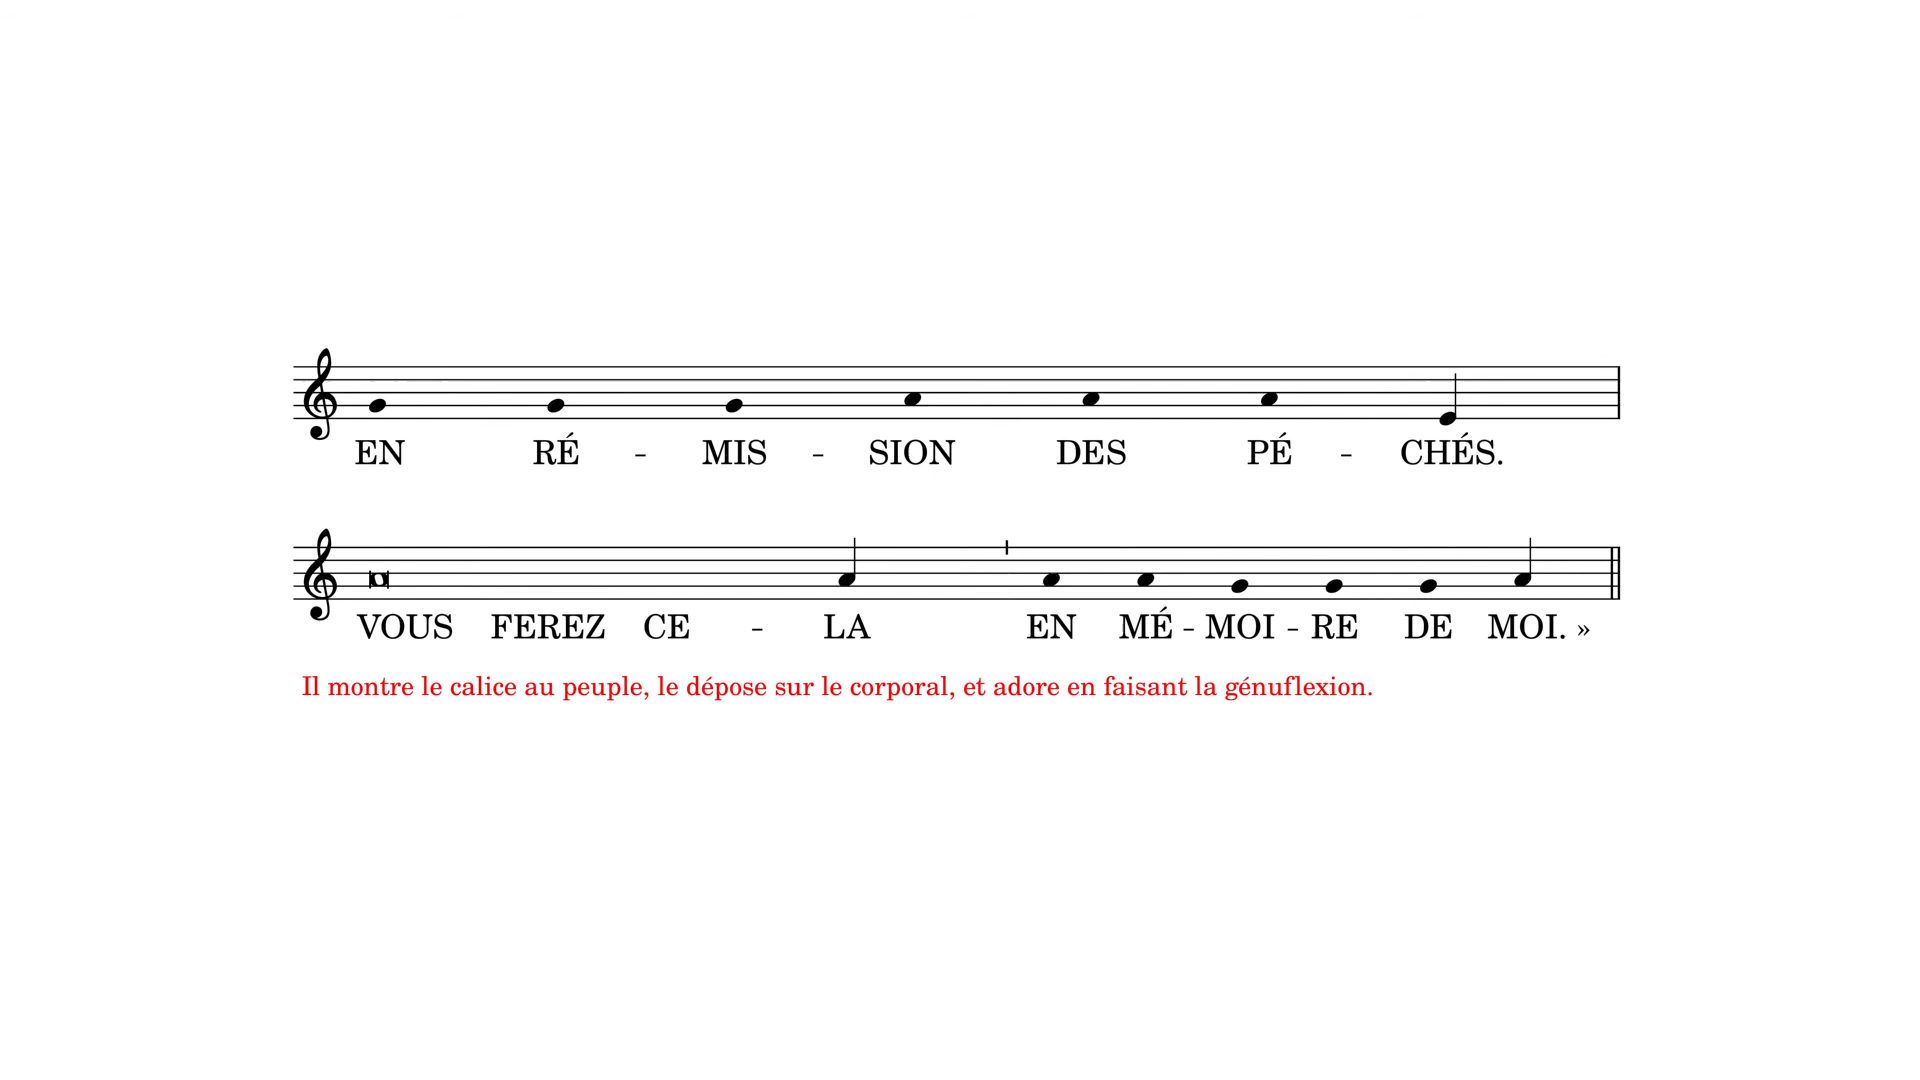 EN RÉ - MIS - SION DES PÉ - CHÉS.
VOUS FEREZ CE - LA EN MÉ - MOI - RE DE MOI. »
Il montre le calice au peuple, le dépose sur le corporal, et adore en faisant la génuflexion.